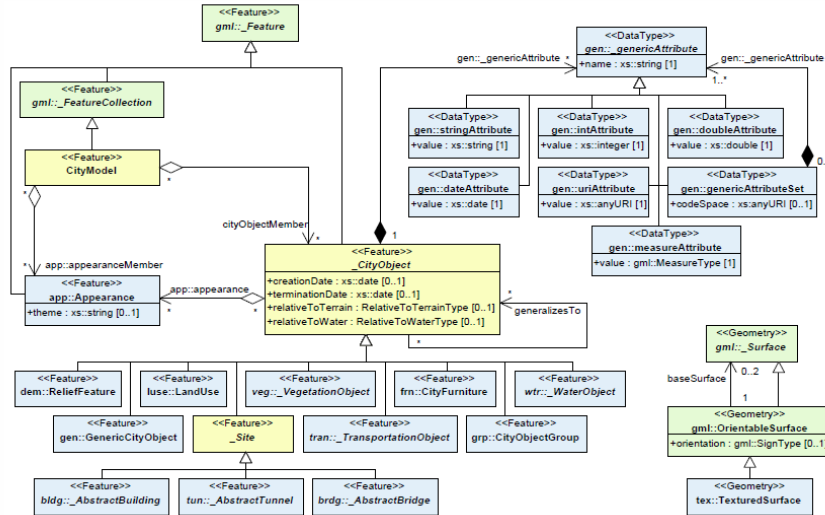 <<Feature>>
gml::_Feature
<<DataType>>
gen::_genericAttribute
+name : xs::string [1]
gen::_genericAttribute
*
gen::_genericAttribute
1..*
<<Feature>>
gml::_FeatureCollection
<<DataType>>
gen::stringAttribute
+value : xs::string [1]
<<DataType>>
gen::intAttribute
+value : xs::integer [1]
<<DataType>>
gen::doubleAttribute
+value : xs::double [1]
<<Feature>>
CityModel
*
*
<<DataType>>
gen::dateAttribute
+value : xs::date [1]
<<DataType>>
gen::uriAttribute
+value : xs::anyURI [1]
<<DataType>>
gen::genericAttributeSet
+codeSpace : xs::anyURI [0..1]
0..
<<DataType>>
gen::measureAttribute
+value : gml::MeasureType [1]
cityObjectMember
*
1
*
app::appearanceMember
<<Feature>>
app::Appearance
+theme : xs::string [0..1]
app::appearance
*
*
<<Feature>>
_CityObject
+creationDate : xs::date [0..1]
+terminationDate : xs::date [0..1]
+relativeToTerrain : RelativeToTerrainType [0..1]
+relativeToWater : RelativeToWaterType [0..1]
*
generalizesTo
*
<<Geometry>>
gml::_Surface
baseSurface
0..2
1
<<Feature>>
dem::ReliefFeature
<<Feature>>
luse::LandUse
<<Feature>>
veg::_VegetationObject
<<Feature>>
frn::CityFurniture
<<Feature>>
wtr::_WaterObject
<<Feature>>
gen::GenericCityObject
<<Feature>>
_Site
<<Feature>>
tran::_TransportationObject
<<Feature>>
grp::CityObjectGroup
<<Geometry>>
gml::OrientableSurface
+orientation : gml::SignType [0..1]
<<Feature>>
bldg::_AbstractBuilding
<<Feature>>
tun::_AbstractTunnel
<<Feature>>
brdg::_AbstractBridge
<<Geometry>>
tex::TexturedSurface